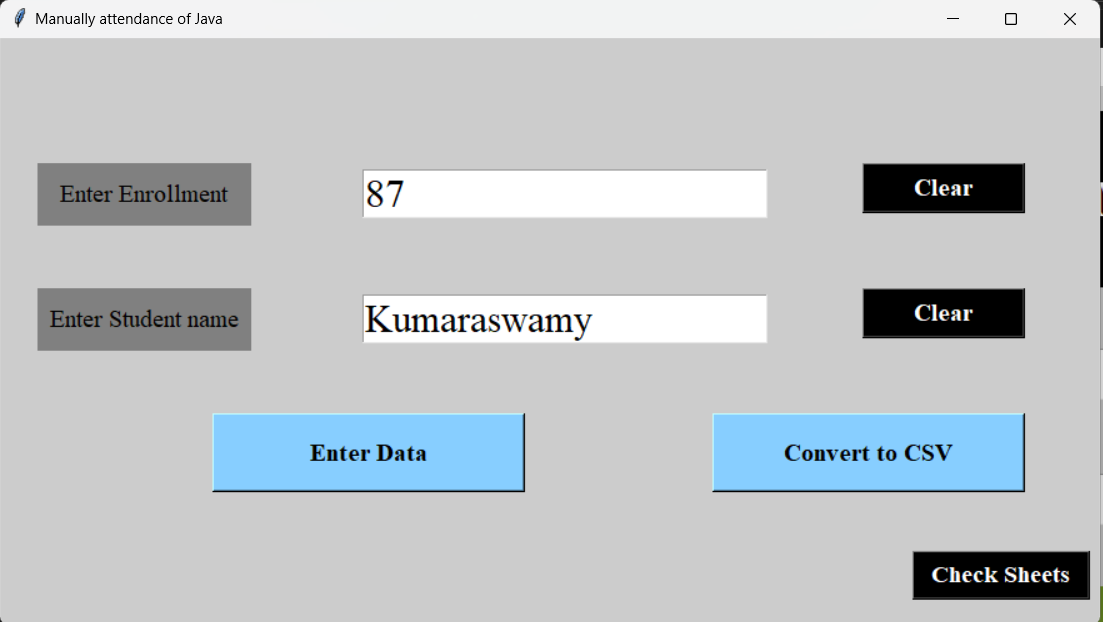 Manually attendance of Java
Enter Enrollment
87
Clear
Enter Student name
Kumaraswamy
Clear
Enter Data
Convert to CSV
Check Sheets